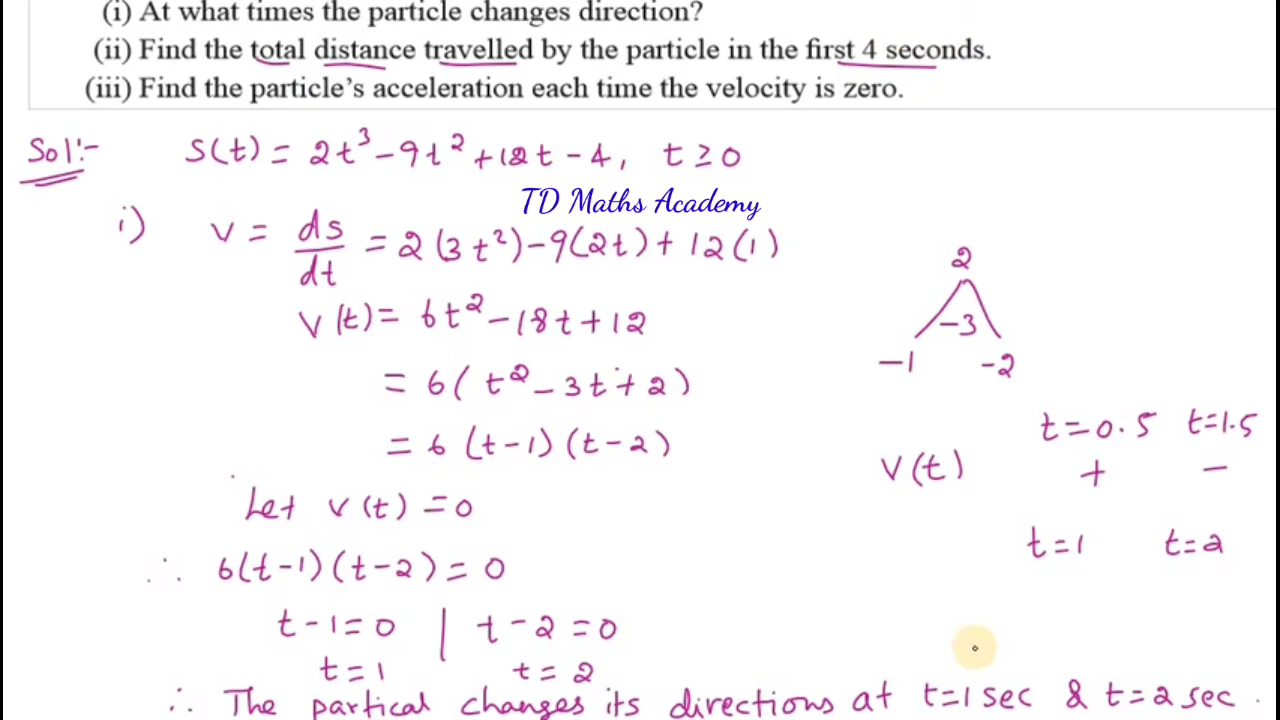 (i) At what times the particle changes direction?
(ii) Find the total distance travelled by the particle in the first 4 seconds.
(iii) Find the particle's acceleration each time the velocity is zero.
Sol:- S(t) = 2t³ - 9t² + 12t - 4, t ≥ 0
TD Maths Academy
i) v = ds/dt = 2(3t²) - 9(2t) + 12(1)
v(t) = 6t² - 18t + 12
= 6(t² - 3t + 2)
= 6(t-1)(t-2)
2
-3
-1 -2
t=0.5 t=1.5
v(t) + -
t=1 t=2
Let v(t) = 0
∴ 6(t-1)(t-2) = 0
t-1=0 | t-2=0
t=1 t=2
∴ The partical changes its directions at t=1 sec & t=2 sec.